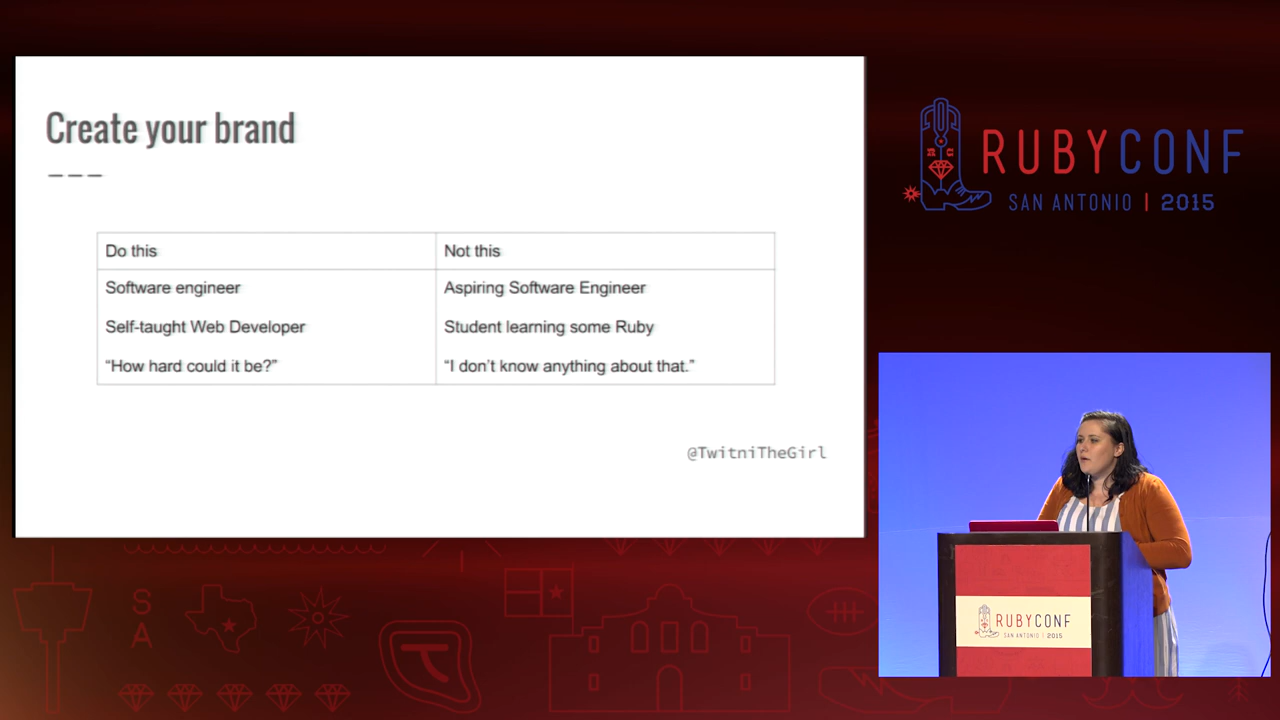 Create your brand
Do this
Not this
Software engineer
Aspiring Software Engineer
Self-taught Web Developer
Student learning some Ruby
“How hard could it be?”
“I don’t know anything about that.”
@TwitniTheGirl
RUBYCONF
SAN ANTONIO | 2015
RUBYCONF
SAN ANTONIO | 2015
S
A